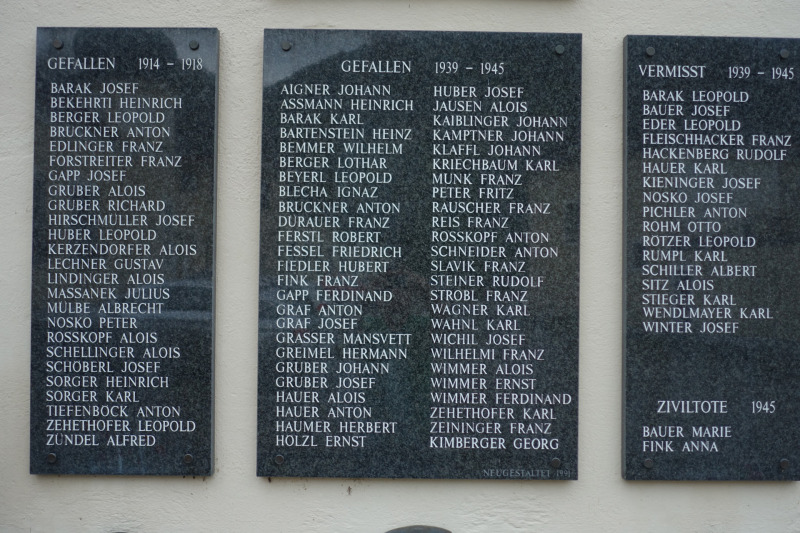 GEFALLEN 1914 - 1918
BARAK JOSEF
BEKEHRTI HEINRICH
BERGER LEOPOLD
BRUCKNER ANTON
EDLINGER FRANZ
FORSTREITER FRANZ
GAPP JOSEF
GRUBER ALOIS
GRUBER RICHARD
HIRSCHMÜLLER JOSEF
HUBER LEOPOLD
KERZENDORFER ALOIS
LECHNER GUSTAV
LINDINGER ALOIS
MASSANEK JULIUS
MÜLBE ALBRECHT
NOSKO PETER
ROSSKOPF ALOIS
SCHELLINGER ALOIS
SCHÖBERL JOSEF
SORGER HEINRICH
SORGER KARL
TIEFENBÖCK ANTON
ZEHETHOFER LEOPOLD
ZÜNDEL ALFRED
GEFALLEN 1939 - 1945
AIGNER JOHANN
ASSMANN HEINRICH
BARAK KARL
BARTENSTEIN HEINZ
BEMMER WILHELM
BERGER LOTHAR
BEYERL LEOPOLD
BLECHA IGNAZ
BRUCKNER ANTON
DURAUER FRANZ
FERSTL ROBERT
FESSEL FRIEDRICH
FIEDLER HUBERT
FINK FRANZ
GAPP FERDINAND
GRAF ANTON
GRAF JOSEF
GRASSER MANSVETT
GREIMEL HERMANN
GRUBER JOHANN
GRUBER JOSEF
HAUER ALOIS
HAUER ANTON
HAUMER HERBERT
HÖLZL ERNST
HUBER JOSEF
JAUSEN ALOIS
KAIBLINGER JOHANN
KAMPTNER JOHANN
KLAFFL JOHANN
KRIECHBAUM KARL
MUNK FRANZ
PETER FRITZ
RAUSCHER FRANZ
REIS FRANZ
ROSSKOPF ANTON
SCHNEIDER ANTON
SLAVIK FRANZ
STEINER RUDOLF
STROBL FRANZ
WAGNER KARL
WAHNL KARL
WICHIL JOSEF
WILHELMI FRANZ
WIMMER ALOIS
WIMMER ERNST
WIMMER FERDINAND
ZEHETHOFER KARL
ZEININGER FRANZ
KIMBERGER GEORG
NEUGESTALTET 1991
VERMISST 1939 - 1945
BARAK LEOPOLD
BAUER JOSEF
EDER LEOPOLD
FLEISCHHACKER FRANZ
HACKENBERG RUDOLF
HAUER KARL
KIENINGER JOSEF
NOSKO JOSEF
PICHLER ANTON
ROHM OTTO
RÖTZER LEOPOLD
RUMPL KARL
SCHILLER ALBERT
SITZ ALOIS
STIEGER KARL
WENDLMAYER KARL
WINTER JOSEF
ZIVILTOTE 1945
BAUER MARIE
FINK ANNA